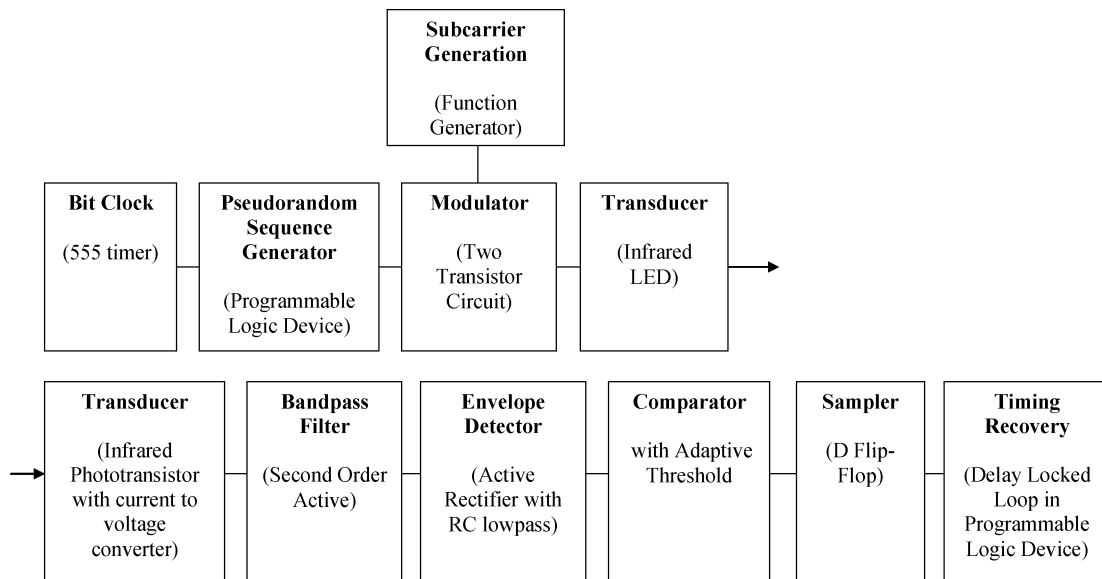 Subcarrier
Generation
(Function
Generator)
Bit Clock
(555 timer)
Pseudorandom
Sequence
Generator
(Programmable
Logic Device)
Modulator
(Two
Transistor
Circuit)
Transducer
(Infrared
LED)
Transducer
(Infrared
Phototransistor
with current to
voltage
converter)
Bandpass
Filter
(Second Order
Active)
Envelope
Detector
(Active
Rectifier with
RC lowpass)
Comparator
with Adaptive
Threshold
Sampler
(D Flip-
Flop)
Timing
Recovery
(Delay Locked
Loop in
Programmable
Logic Device)